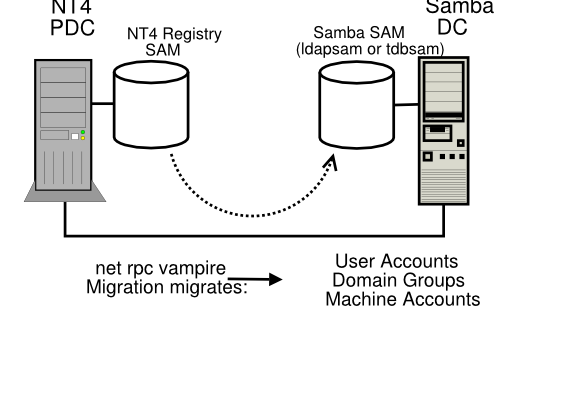 NT4
PDC
NT4 Registry
SAM
Samba SAM
(ldapsam or tdbsam)
Samba
DC
net rpc vampire
Migration migrates:
User Accounts
Domain Groups
Machine Accounts